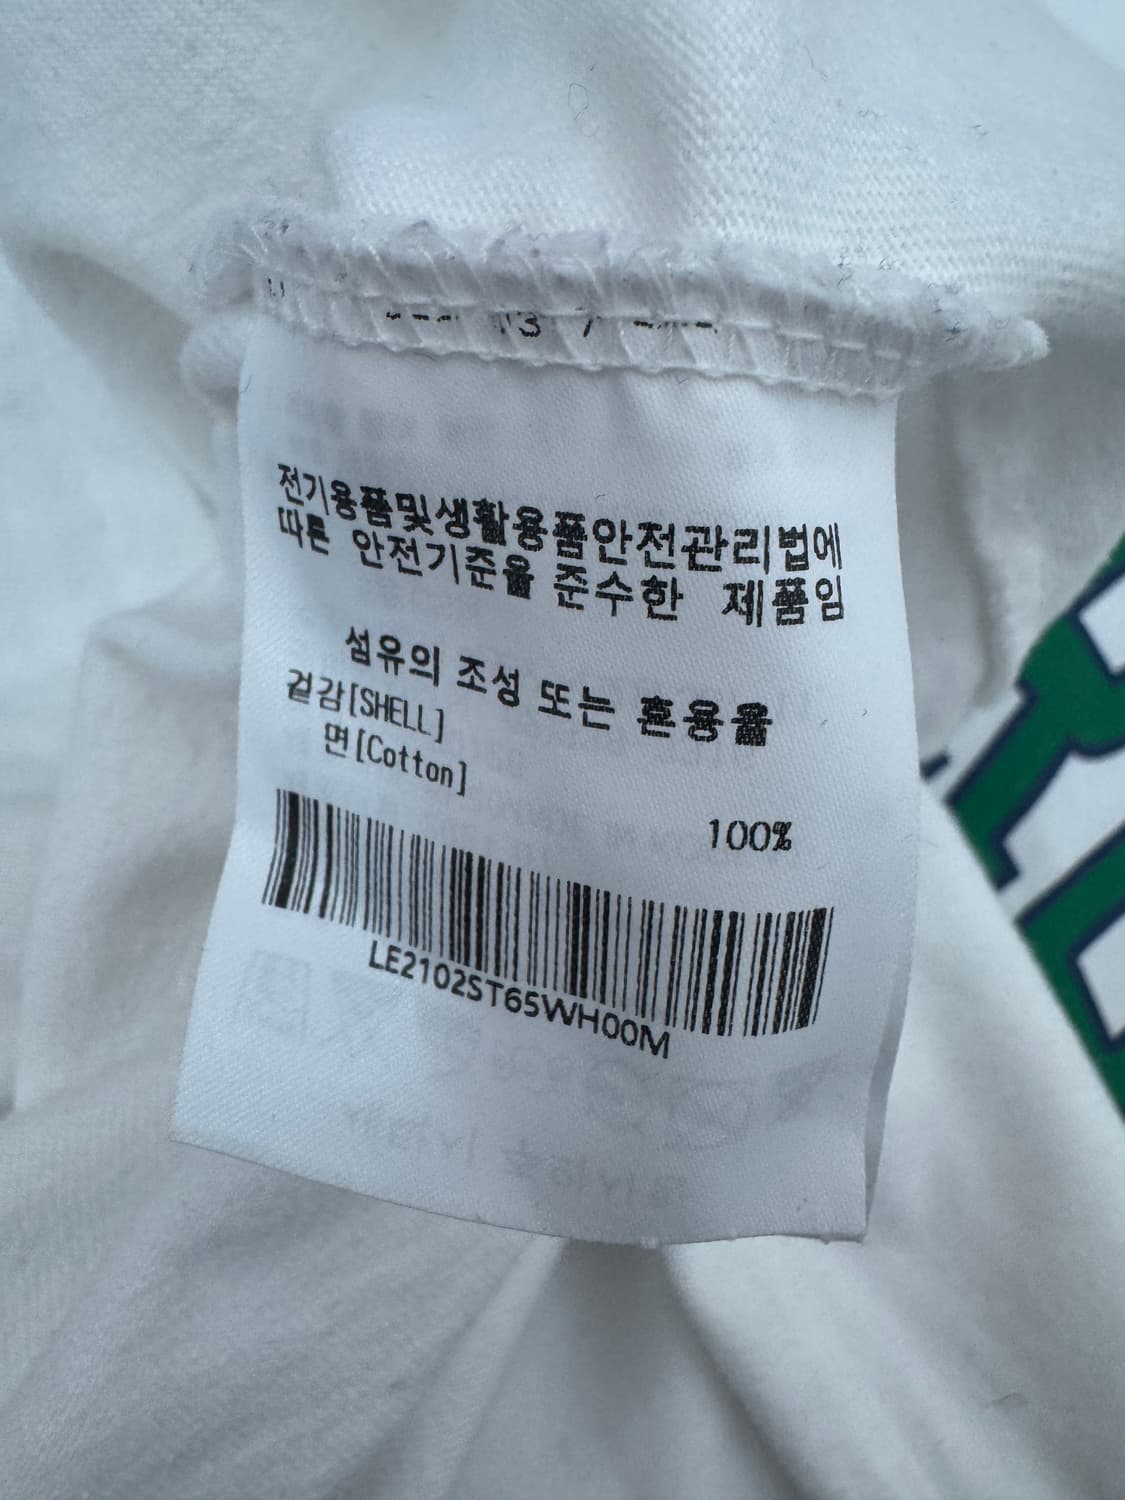 전기용품및생활용품안전관리법에
따른 안전기준을 준수한 제품임
섬유의 조성 또는 혼용율
겉감[SHELL]
면[Cotton]
100%
LE2102ST65WH00M